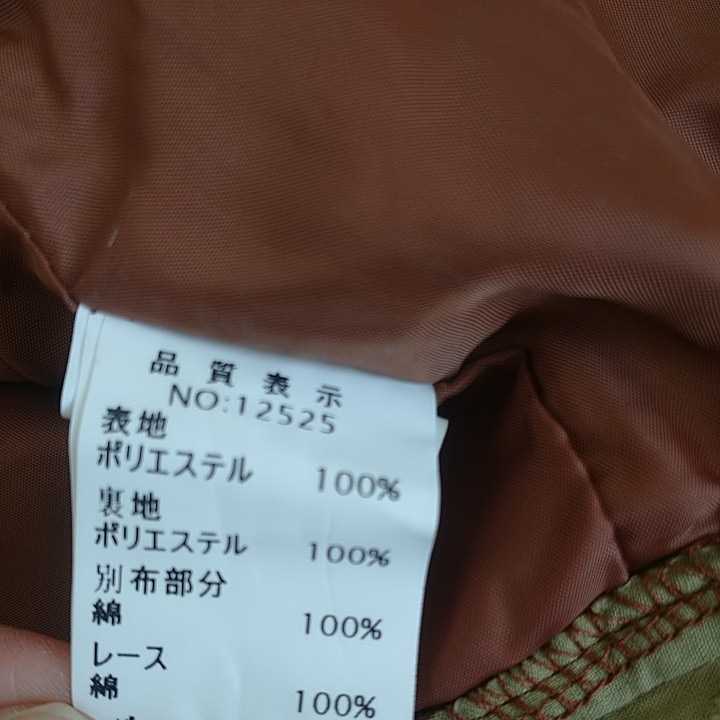 品質表示
NO:12525
表地
ポリエステル 100%
裏地
ポリエステル 100%
別布部分
綿 100%
レース
綿 100%